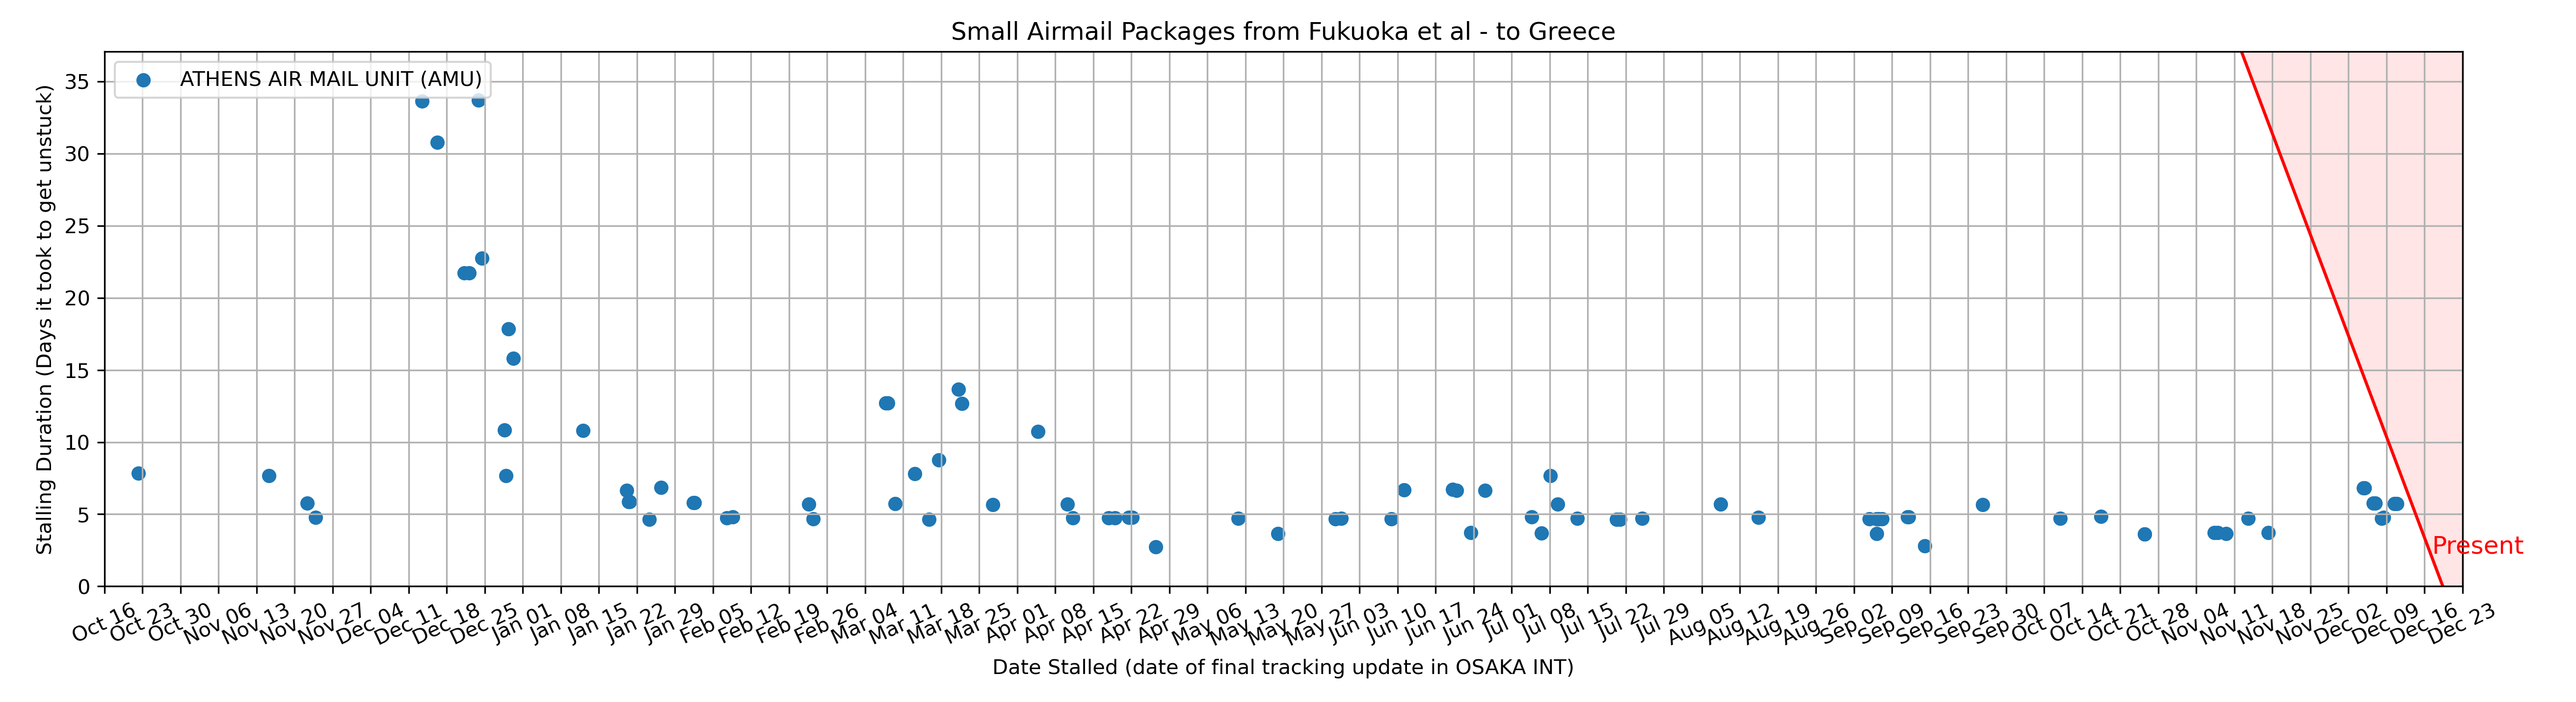 Small Airmail Packages from Fukuoka et al - to Greece
ATHENS AIR MAIL UNIT (AMU)
Stalling Duration (Days it took to get unstuck)
35
30
25
20
15
10
5
0
Present
Oct 16
Oct 23
Oct 30
Nov 06
Nov 13
Nov 20
Nov 27
Dec 04
Dec 11
Dec 18
Dec 25
Jan 01
Jan 08
Jan 15
Jan 22
Jan 29
Feb 05
Feb 12
Feb 19
Feb 26
Mar 04
Mar 11
Mar 18
Mar 25
Apr 01
Apr 08
Apr 15
Apr 22
Apr 29
May 06
May 13
May 20
May 27
Jun 03
Jun 10
Jun 17
Jun 24
Jul 01
Jul 08
Jul 15
Jul 22
Jul 29
Aug 05
Aug 12
Aug 19
Aug 26
Sep 02
Sep 09
Sep 16
Sep 23
Sep 30
Oct 07
Oct 14
Oct 21
Oct 28
Nov 04
Nov 11
Nov 18
Nov 25
Dec 02
Dec 09
Dec 16
Dec 23
Date Stalled (date of final tracking update in OSAKA INT)